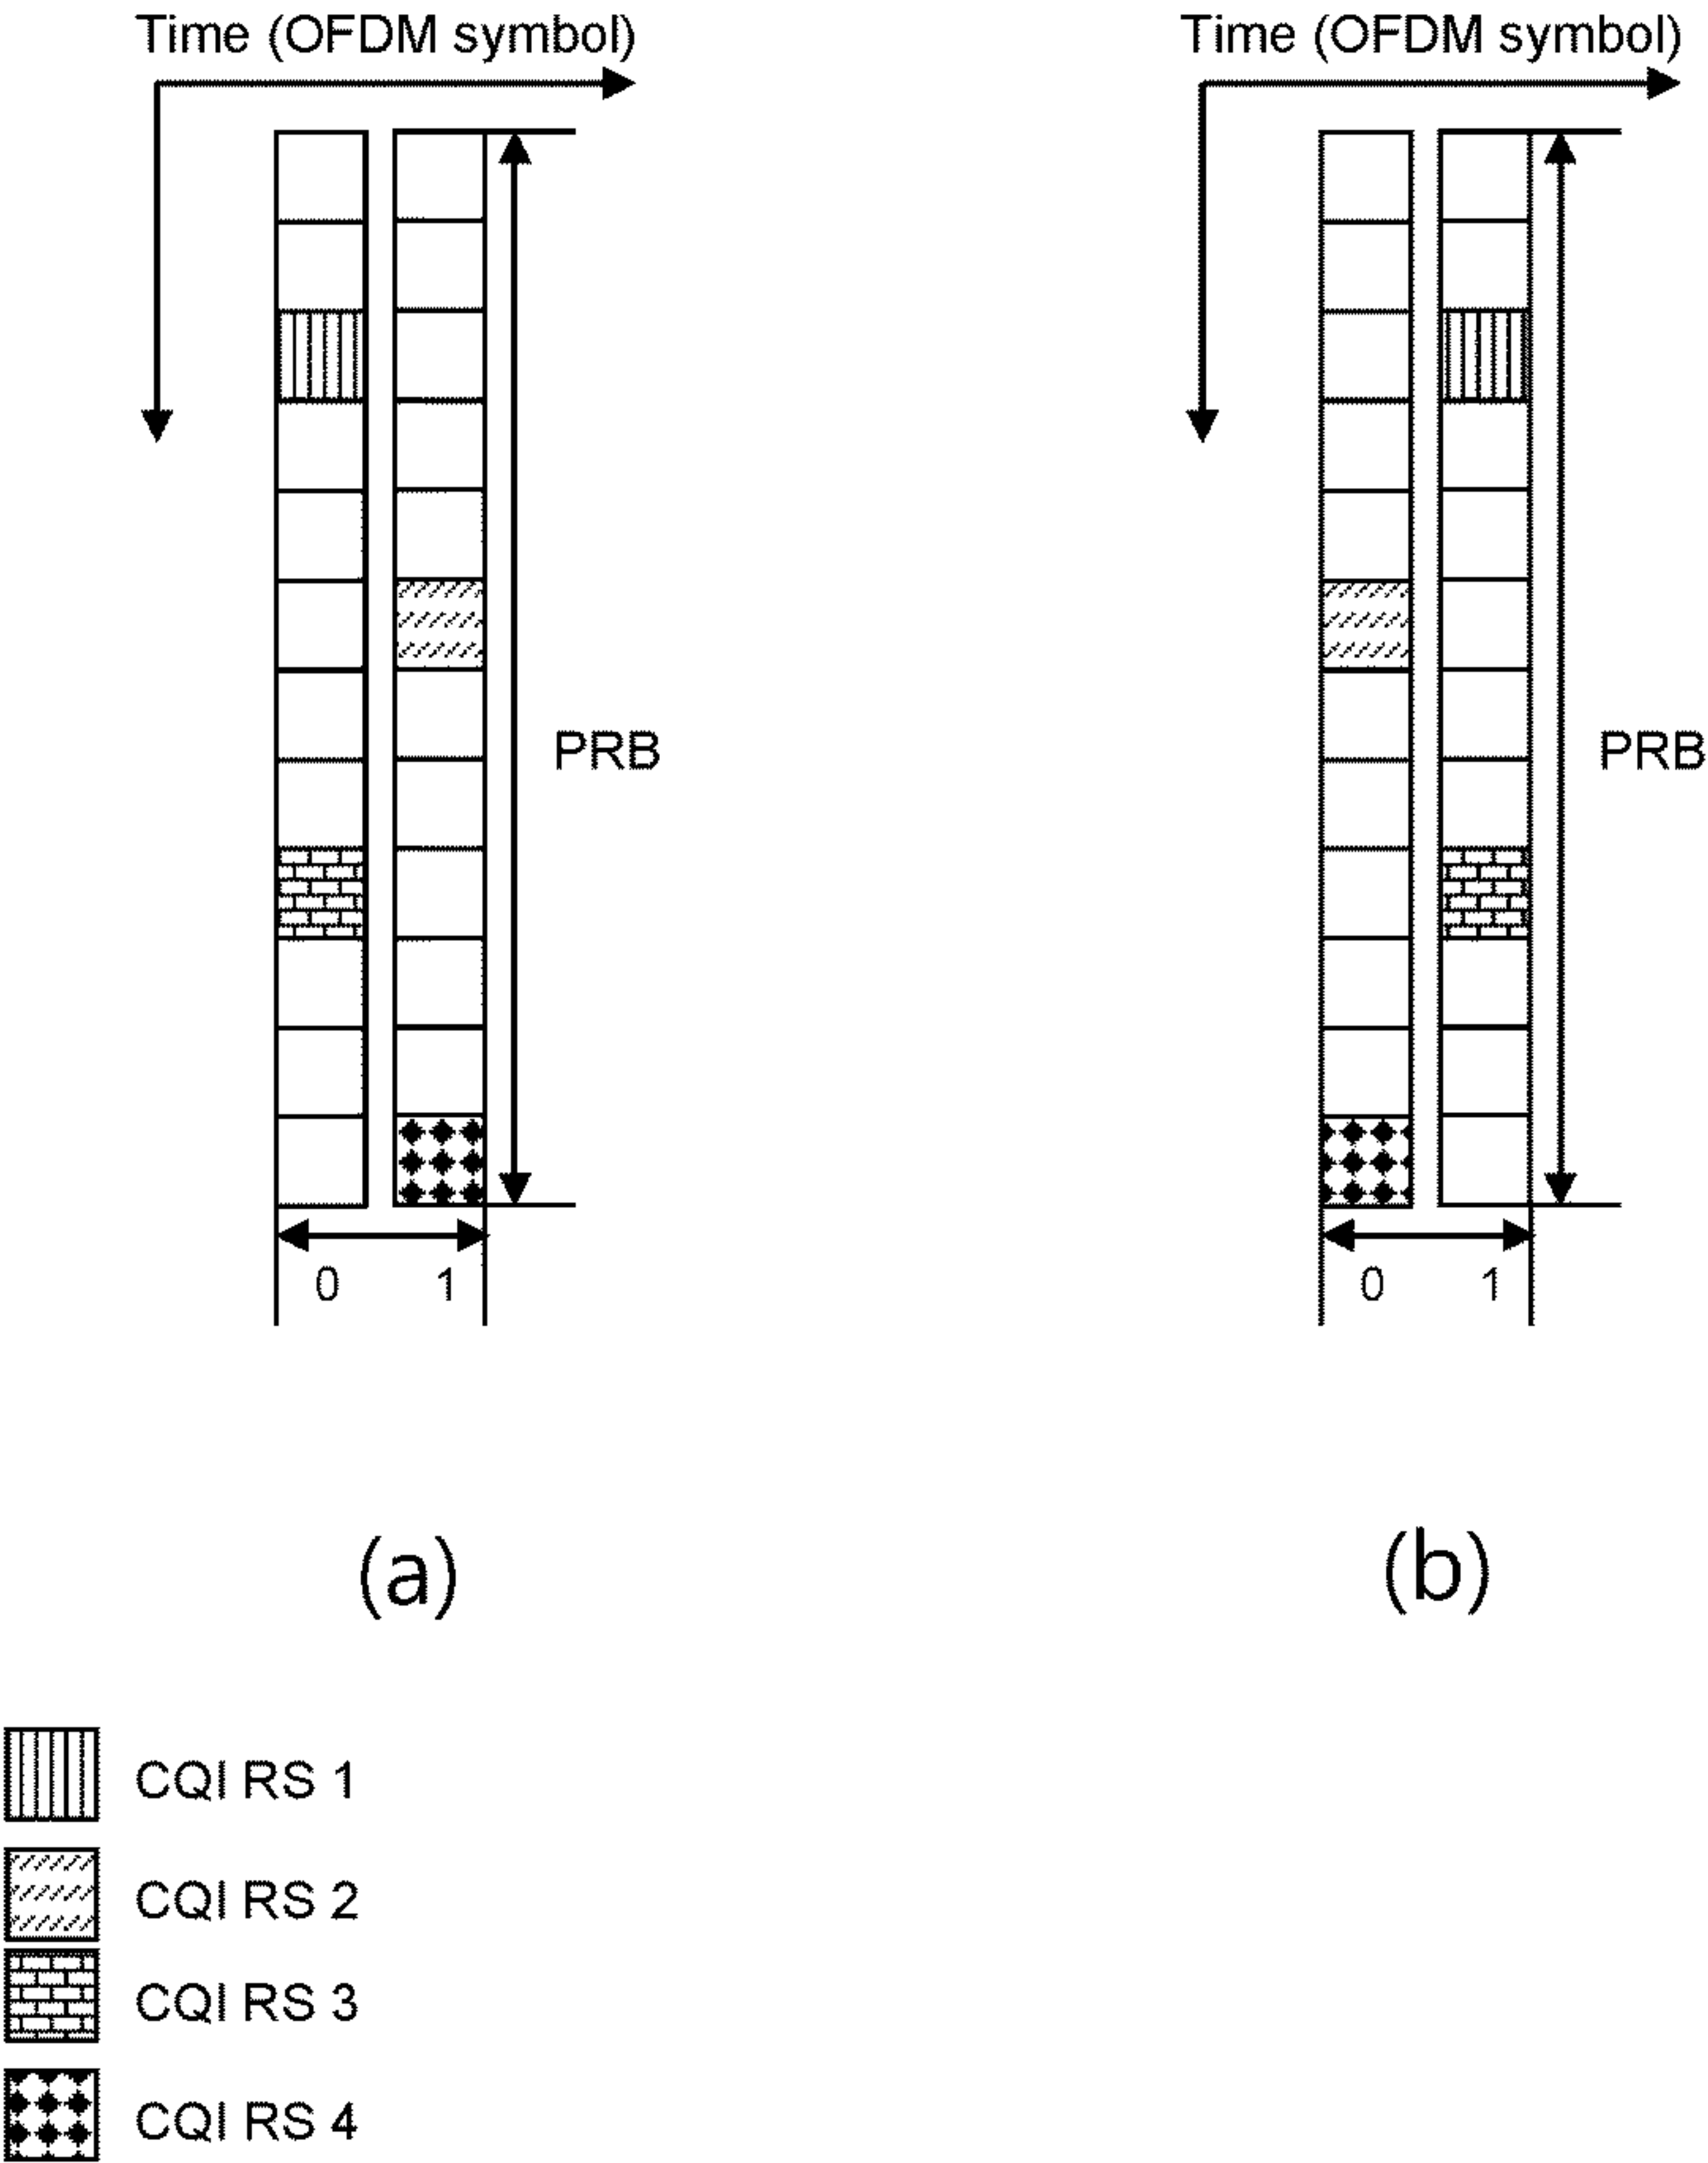 Time (OFDM symbol) Time (OFDM symbol)
PRB PRB
0 1 0 1
(a) (b)
CQI RS 1
CQI RS 2
CQI RS 3
CQI RS 4